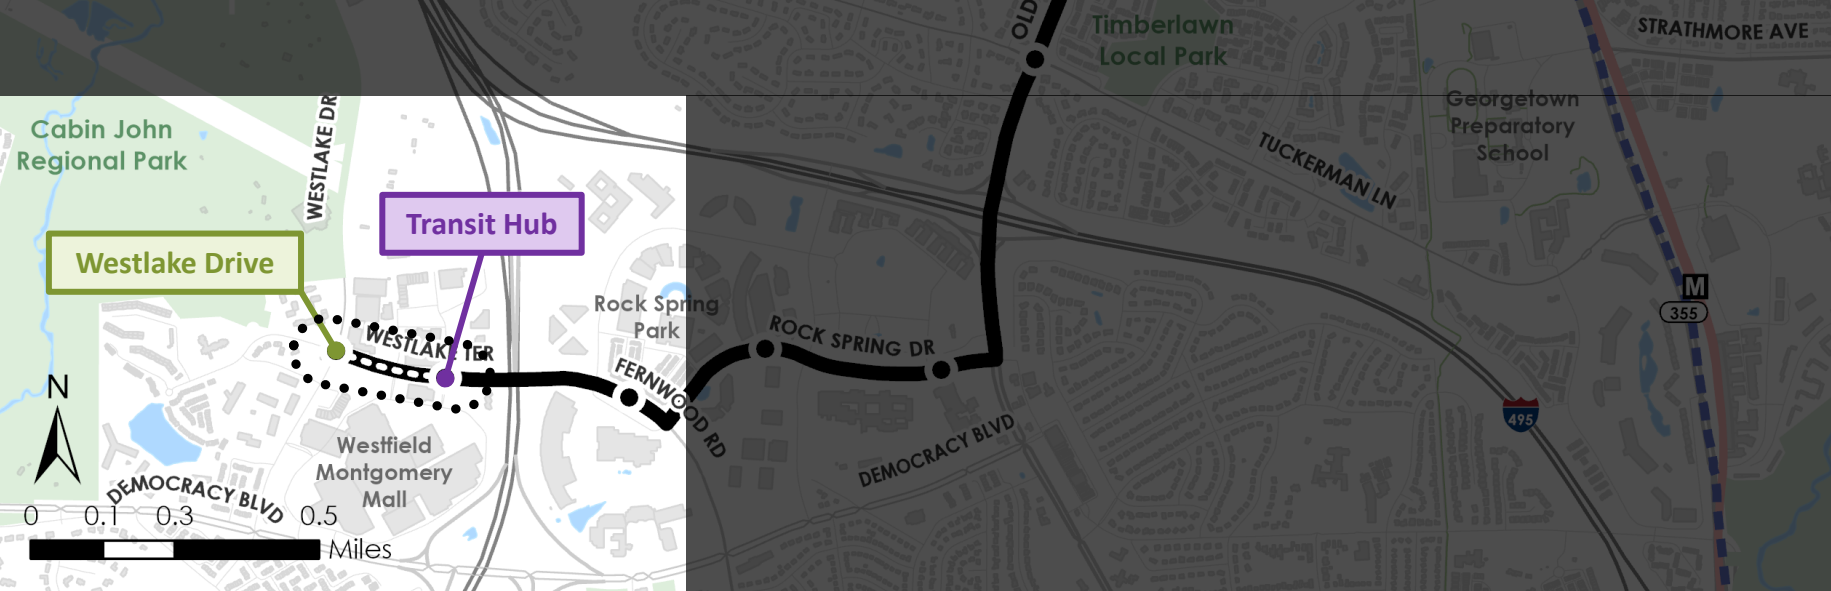 OLD
Timberlawn
Local Park
STRATHMORE AVE
Cabin John
Regional Park
WESTLAKE DR
Georgetown
Preparatory
School
TUCKERMAN LN
Transit Hub
Westlake Drive
Rock Spring
Park
M
355
WESTLAKE TER
ROCK SPRING DR
FERNWOOD RD
N
495
Westfield
Montgomery
Mall
DEMOCRACY BLVD
DEMOCRACY BLVD
0 0.1 0.3 0.5
Miles